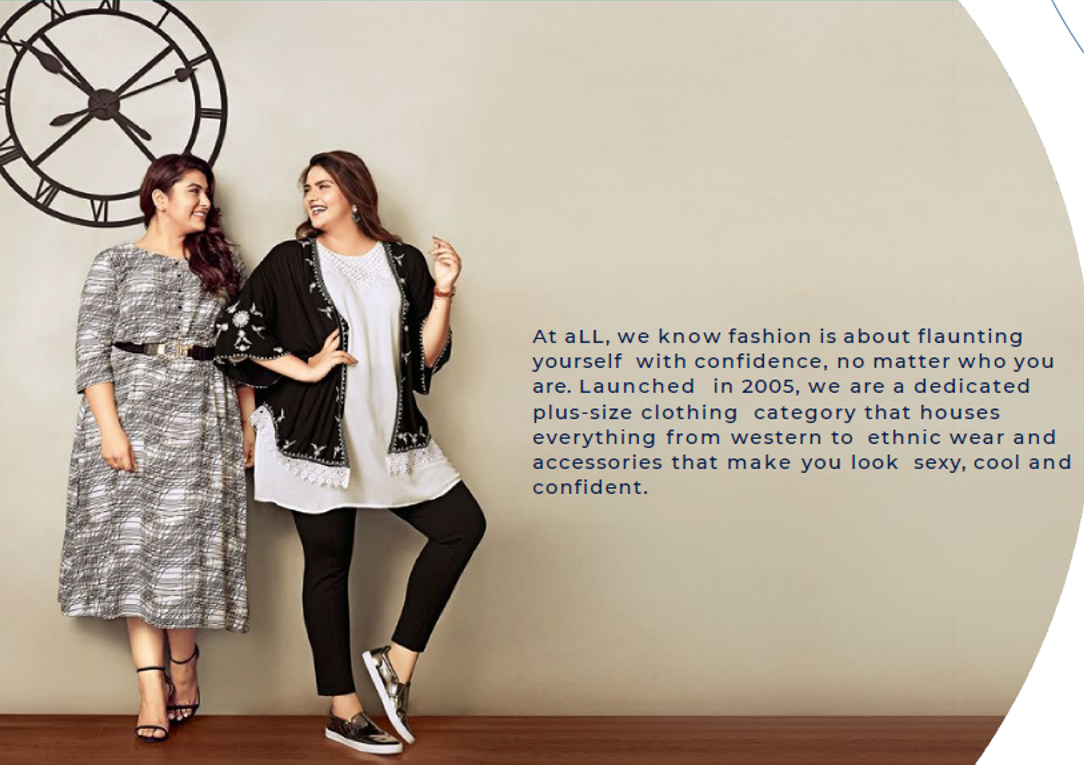 At aLL, we know fashion is about flaunting
yourself with confidence, no matter who you
are. Launched in 2005, we are a dedicated
plus-size clothing category that houses
everything from western to ethnic wear and
accessories that make you look sexy, cool and
confident.